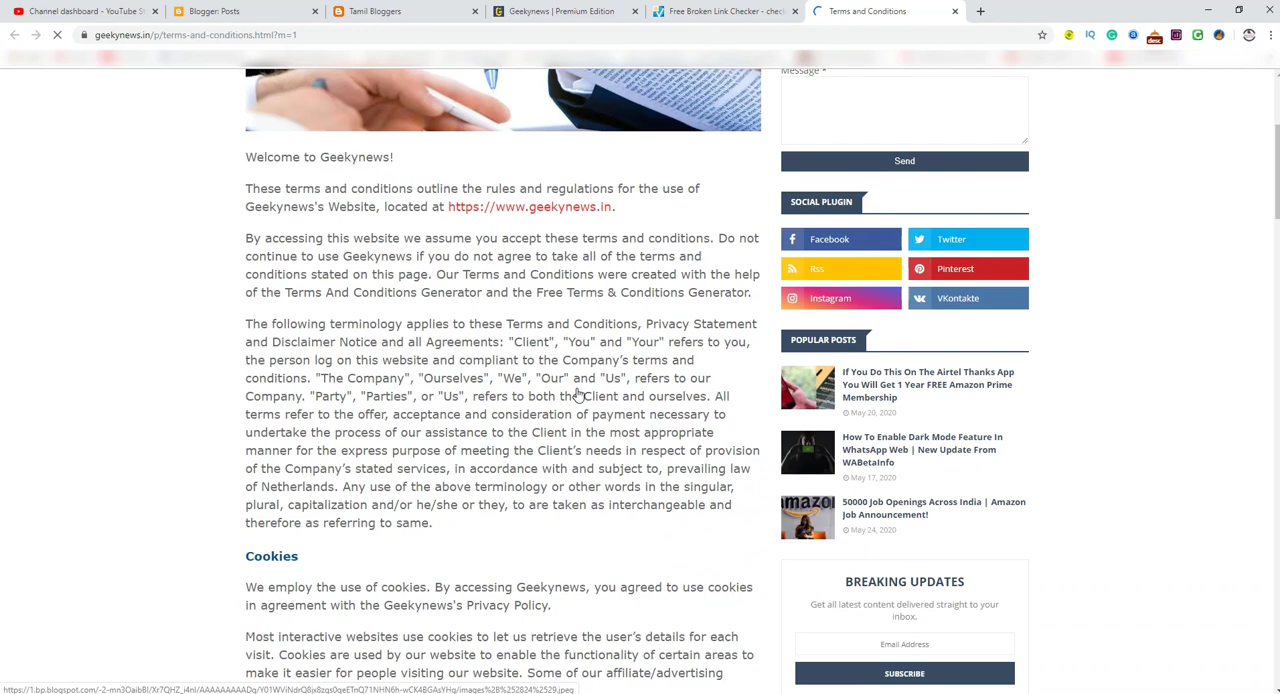 Channel dashboard - YouTube St
Blogger: Posts
Tamil Bloggers
Geekynews | Premium Edition
Free Broken Link Checker - check
Terms and Conditions
geekynews.in/p/terms-and-conditions.html?m=1
Message *
Send
Welcome to Geekynews!
These terms and conditions outline the rules and regulations for the use of
Geekynews's Website, located at https://www.geekynews.in.
By accessing this website we assume you accept these terms and conditions. Do not
continue to use Geekynews if you do not agree to take all of the terms and
conditions stated on this page. Our Terms and Conditions were created with the help
of the Terms And Conditions Generator and the Free Terms & Conditions Generator.
The following terminology applies to these Terms and Conditions, Privacy Statement
and Disclaimer Notice and all Agreements: "Client", "You" and "Your" refers to you,
the person log on this website and compliant to the Company's terms and
conditions. "The Company", "Ourselves", "We", "Our" and "Us", refers to our
Company. "Party", "Parties", or "Us", refers to both the Client and ourselves. All
terms refer to the offer, acceptance and consideration of payment necessary to
undertake the process of our assistance to the Client in the most appropriate
manner for the express purpose of meeting the Client's needs in respect of provision
of the Company's stated services, in accordance with and subject to, prevailing law
of Netherlands. Any use of the above terminology or other words in the singular,
plural, capitalization and/or he/she or they, to are taken as interchangeable and
therefore as referring to same.
Cookies
We employ the use of cookies. By accessing Geekynews, you agreed to use cookies
in agreement with the Geekynews's Privacy Policy.
Most interactive websites use cookies to let us retrieve the user's details for each
visit. Cookies are used by our website to enable the functionality of certain areas to
make it easier for people visiting our website. Some of our affiliate/advertising
SOCIAL PLUGIN
Facebook
Twitter
Rss
Pinterest
Instagram
VKontakte
POPULAR POSTS
If You Do This On The Airtel Thanks App
You Will Get 1 Year FREE Amazon Prime
Membership
May 20, 2020
How To Enable Dark Mode Feature In
WhatsApp Web | New Update From
WABetaInfo
May 17, 2020
50000 Job Openings Across India | Amazon
Job Announcement!
May 24, 2020
BREAKING UPDATES
Get all latest content delivered straight to your
inbox.
Email Address
SUBSCRIBE